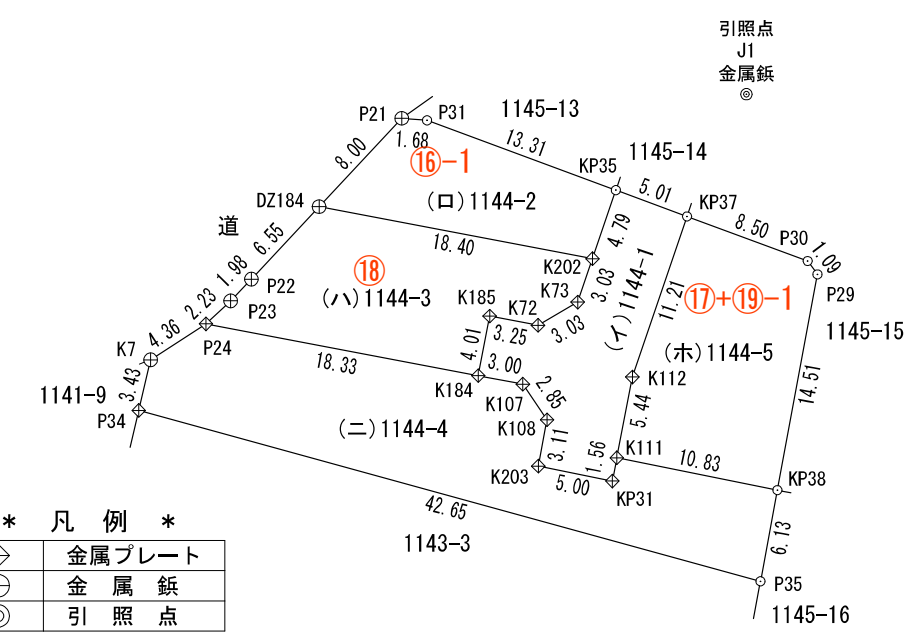 引照点
J1
金属鋲
P21
P31
1145-13
1.68
13.31
8.00
⑯-1
KP35
1145-14
5.01
KP37
(ロ)1144-2
DZ184
8.50
P30
1.09
P29
道
6.55
18.40
4.79
K202
⑱
(ハ)1144-3
K73
3.03
(イ)1144-1
11.21
⑰+⑲-1
1.98
P22
2.23
P23
K185
K72
3.25
3.03
1145-15
4.36
P24
K7
4.01
3.00
(ホ)1144-5
18.33
K184
K107
2.85
K112
14.51
1141-9
3.43
P34
K108
5.44
(ニ)1144-4
3.11
1.56
K111
10.83
K203
5.00
KP31
KP38
42.65
6.13
1143-3
P35
1145-16
* 凡 例 *
金属プレート
金 属 鋲
引 照 点